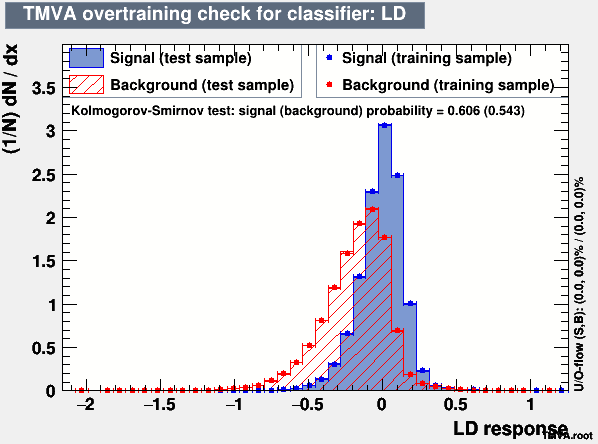 TMVA overtraining check for classifier: LD
Signal (test sample)
Background (test sample)
Signal (training sample)
Background (training sample)
Kolmogorov-Smirnov test: signal (background) probability = 0.606 (0.543)
(1/N) dN / dx
3.5
3
2.5
2
1.5
1
0.5
0
−2
−1.5
−1
−0.5
0
0.5
1
LD response
U/O-flow (S,B): (0.0, 0.0)% / (0.0, 0.0)%
TMVA.root